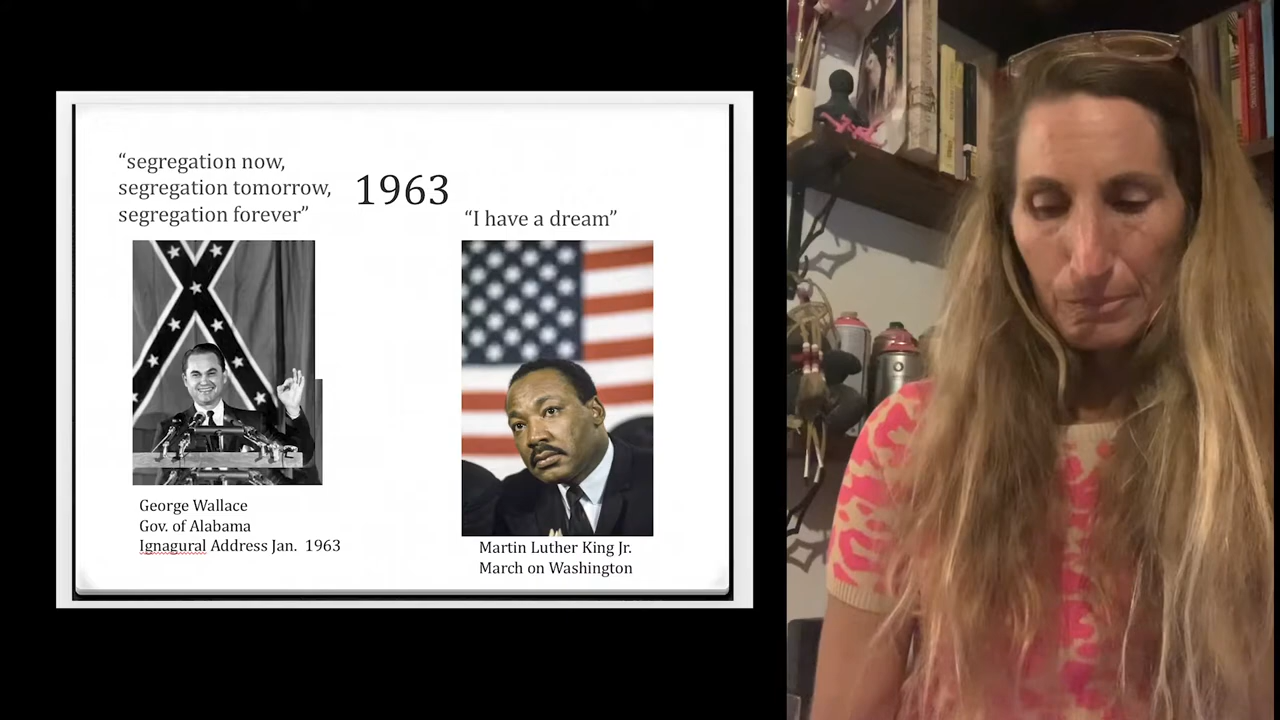 “segregation now,
segregation tomorrow,
segregation forever”
1963
“I have a dream”
George Wallace
Gov. of Alabama
Ignagural Address Jan.  1963
Martin Luther King Jr.
March on Washington